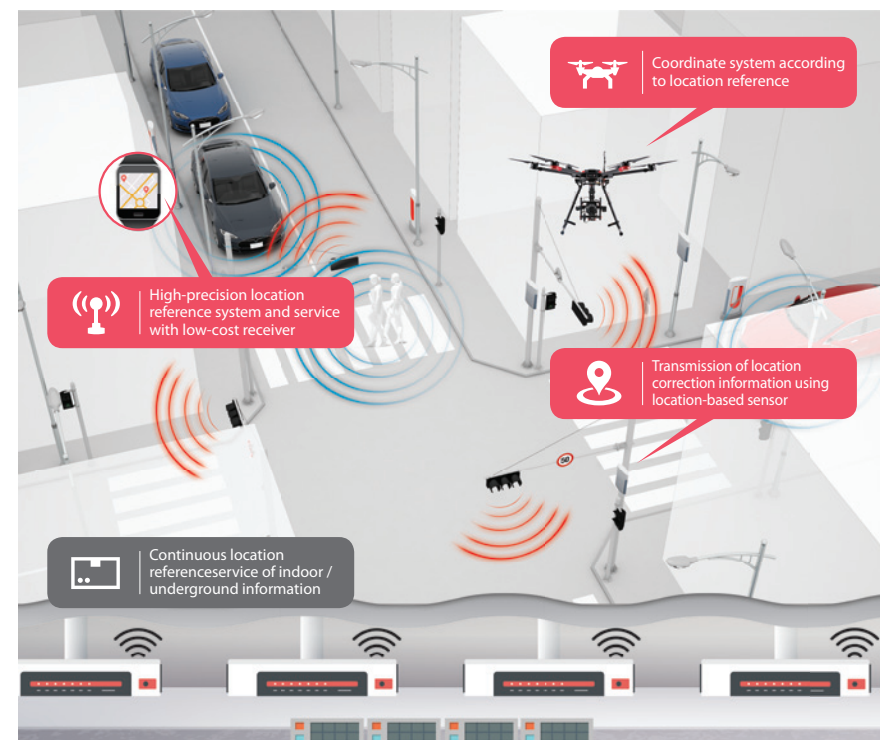 Coordinate system according
to location reference
High-precision location
reference system and service
with low-cost receiver
Transmission of location
correction information using
location-based sensor
50
Continuous location
referenceservice of indoor /
underground information